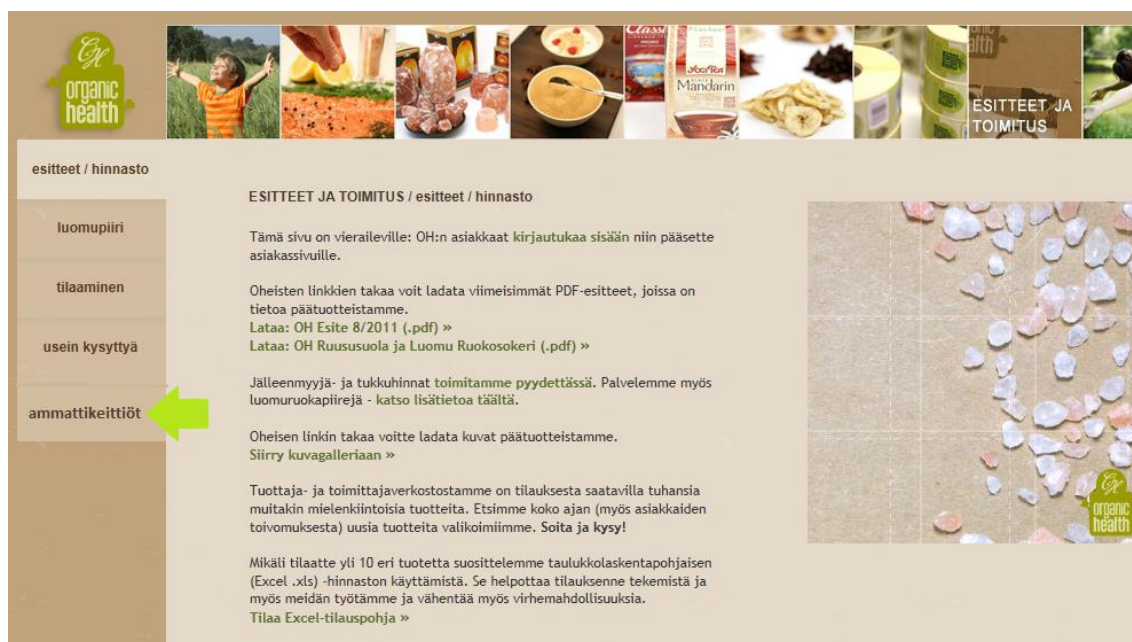 OH
organic
health
Classic
YOGI TEA
Mandarin
ESITTEET JA
TOIMITUS
esitteet / hinnasto
luomupiiri
tilaaminen
usein kysyttyä
ammattikeittiöt
ESITTEET JA TOIMITUS / esitteet / hinnasto
Tämä sivu on vieraileville: OH:n asiakkaat kirjautukaa sisään niin pääsette
asiakassivuille.
Oheisten linkkien takaa voit ladata viimeisimmät PDF-esitteet, joissa on
tietoa päätuotteistamme.
Lataa: OH Esite 8/2011 (.pdf) »
Lataa: OH Ruususuola ja Luomu Ruokosokeri (.pdf) »
Jälleenmyyjä- ja tukkuhinnat toimitamme pyydettässä. Palvelemme myös
luomuruokapiirejä - katso lisätietoa täältä.
Oheisen linkin takaa voitte ladata kuvat päätuotteistamme.
Siirry kuvagalleriaan »
Tuottaja- ja toimittajaverkostostamme on tilauksesta saatavilla tuhansia
muitakin mielenkiintoisia tuotteita. Etsimme koko ajan (myös asiakkaiden
toivomuksesta) uusia tuotteita valikoimiimme. Soita ja kysy!
Mikäli tilaatte yli 10 eri tuotetta suosittelemme taulukkolaskentapohjaisen
(Excel .xls) -hinnaston käyttämistä. Se helpottaa tilauksenne tekemistä ja
myös meidän työtämme ja vähentää myös virhemahdollisuuksia.
Tilaa Excel-tilauspohja »
OH
organic
health